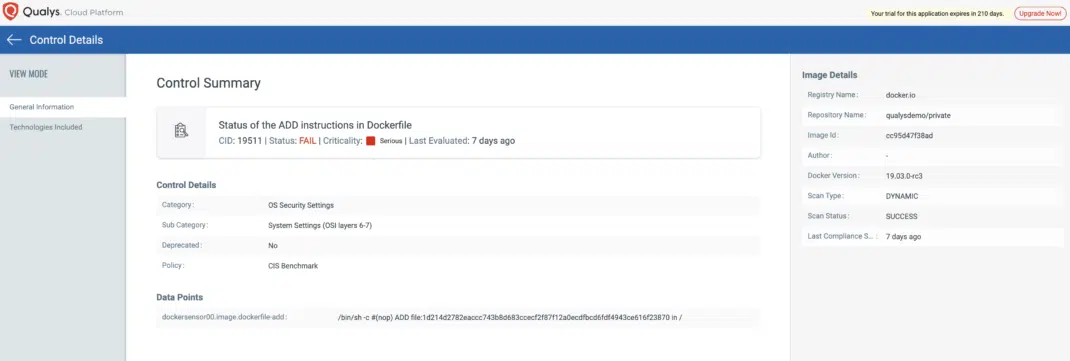 Qualys. Cloud Platform
Your trial for this application expires in 210 days.
Upgrade Now!
Control Details
VIEW MODE
General Information
Technologies Included
Control Summary
Status of the ADD instructions in Dockerfile
CID: 19511 | Status: FAIL | Criticality: Serious | Last Evaluated: 7 days ago
Control Details
Category: OS Security Settings
Sub Category: System Settings (OSI layers 6-7)
Deprecated: No
Policy: CIS Benchmark
Data Points
dockersensor00.image.dockerfile-add: /bin/sh -c #(nop) ADD file:1d214d2782eaccc743b8d683ccecf2f87f12a0ecdfbcd6fdf4943ce616f23870 in /
Image Details
Registry Name: docker.io
Repository Name: qualysdemo/private
Image Id: cc95d47f38ad
Author: -
Docker Version: 19.03.0-rc3
Scan Type: DYNAMIC
Scan Status: SUCCESS
Last Compliance S... : 7 days ago